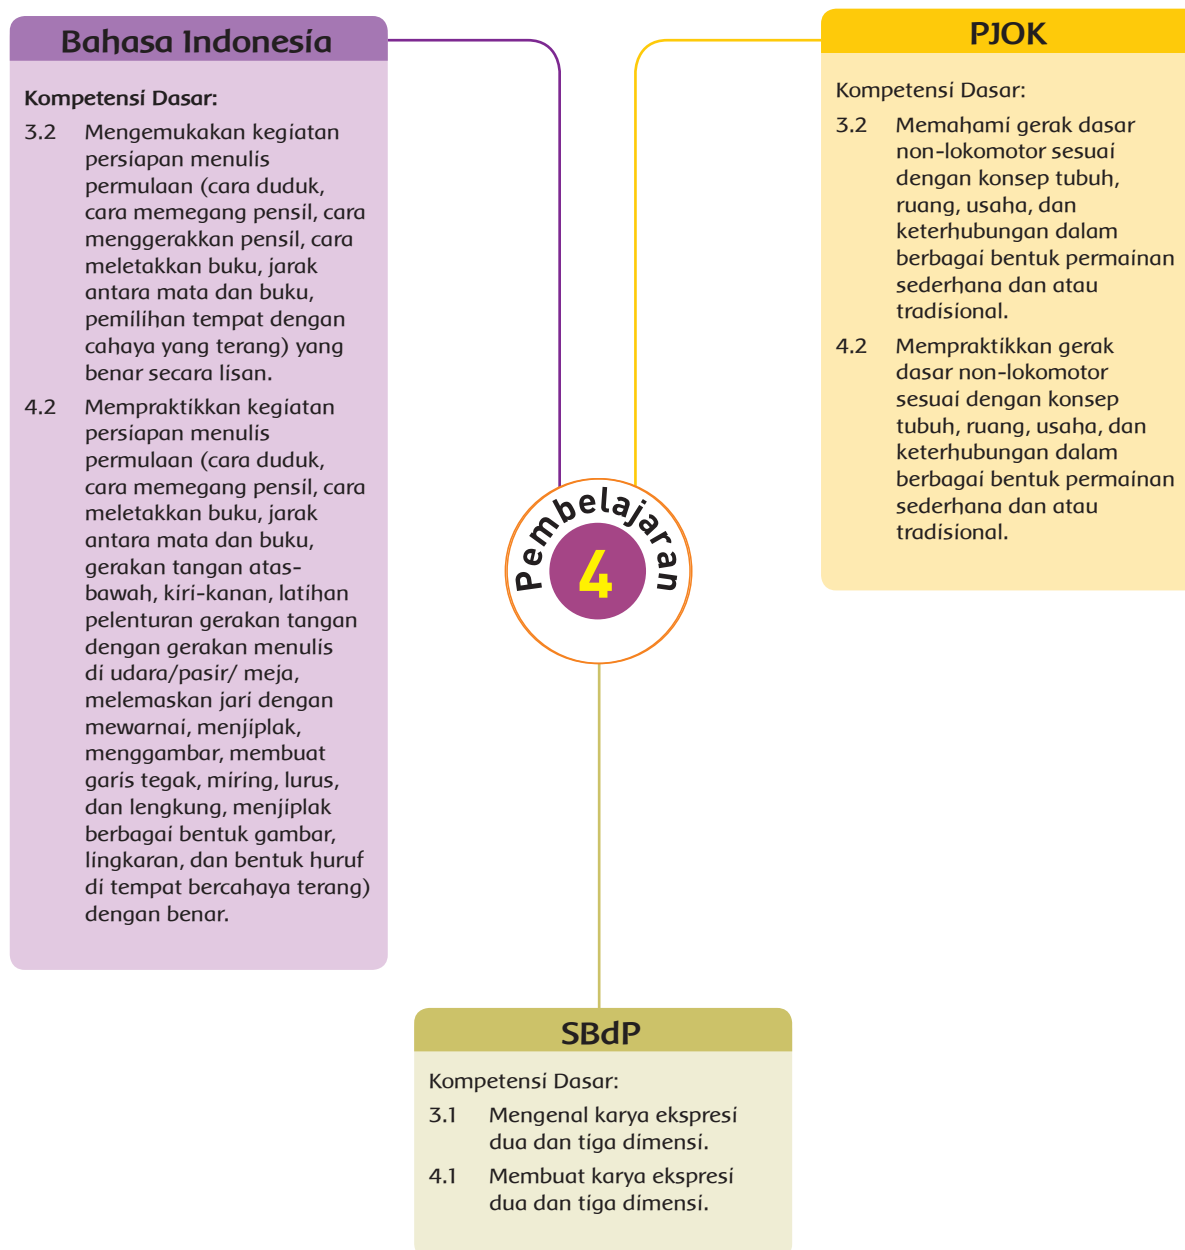 Bahasa Indonesia
Kompetensi Dasar:
3.2 Mengemukakan kegiatan
persiapan menulis
permulaan (cara duduk,
cara memegang pensil, cara
menggerakkan pensil, cara
meletakkan buku, jarak
antara mata dan buku,
pemilihan tempat dengan
cahaya yang terang) yang
benar secara lisan.
4.2 Mempraktikkan kegiatan
persiapan menulis
permulaan (cara duduk,
cara memegang pensil, cara
meletakkan buku, jarak
antara mata dan buku,
gerakan tangan atas-
bawah, kiri-kanan, latihan
pelenturan gerakan tangan
dengan gerakan menulis
di udara/pasir/ meja,
melemaskan jari dengan
mewarnai, menjiplak,
menggambar, membuat
garis tegak, miring, lurus,
dan lengkung, menjiplak
berbagai bentuk gambar,
lingkaran, dan bentuk huruf
di tempat bercahaya terang)
dengan benar.
PJOK
Kompetensi Dasar:
3.2 Memahami gerak dasar
non-lokomotor sesuai
dengan konsep tubuh,
ruang, usaha, dan
keterhubungan dalam
berbagai bentuk permainan
sederhana dan atau
tradisional.
4.2 Mempraktikkan gerak
dasar non-lokomotor
sesuai dengan konsep
tubuh, ruang, usaha, dan
keterhubungan dalam
berbagai bentuk permainan
sederhana dan atau
tradisional.
Pembelajaran
4
SBdP
Kompetensi Dasar:
3.1 Mengenal karya ekspresi
dua dan tiga dimensi.
4.1 Membuat karya ekspresi
dua dan tiga dimensi.